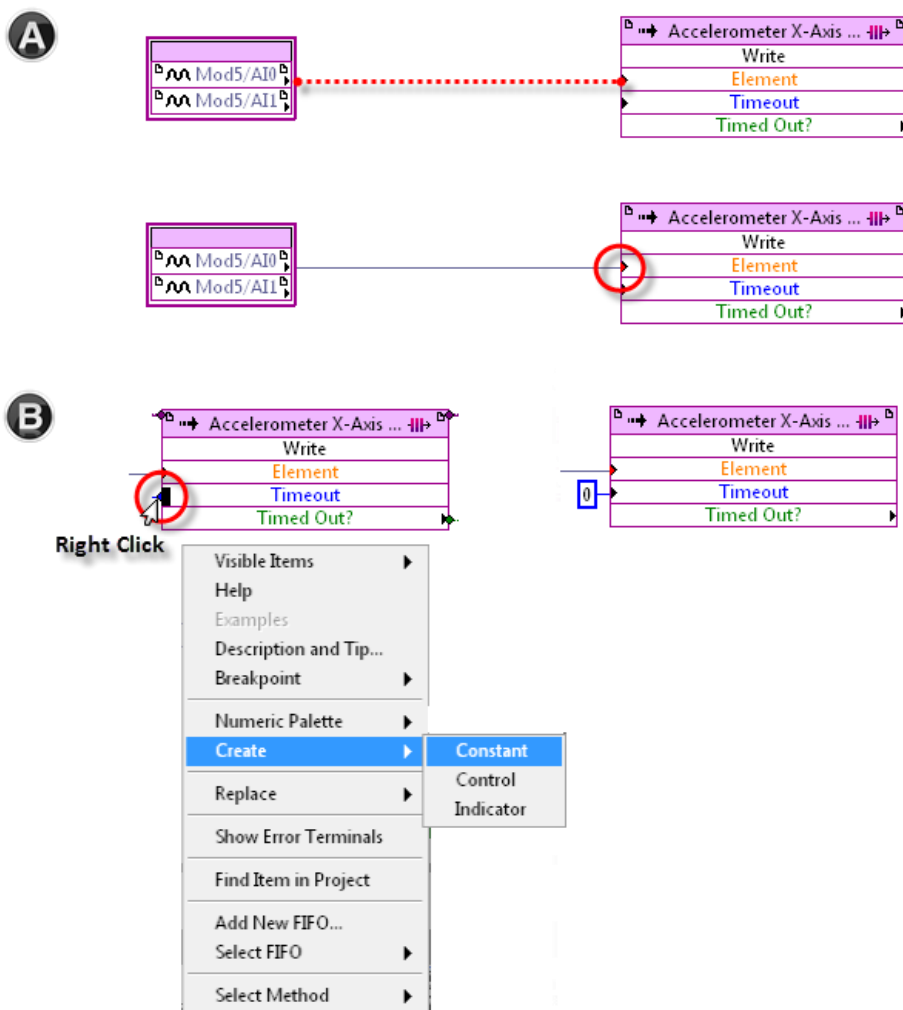 A
Accelerometer X-Axis ...
Write
Mod5/AI0
Element
Mod5/AI1
Timeout
Timed Out?
Accelerometer X-Axis ...
Write
Mod5/AI0
Element
Mod5/AI1
Timeout
Timed Out?
B
Accelerometer X-Axis ...
Write
Element
Timeout
Timed Out?
Right Click
Accelerometer X-Axis ...
Write
Element
0
Timeout
Timed Out?
Visible Items
Help
Examples
Description and Tip...
Breakpoint
Numeric Palette
Create
Constant
Control
Indicator
Replace
Show Error Terminals
Find Item in Project
Add New FIFO...
Select FIFO
Select Method